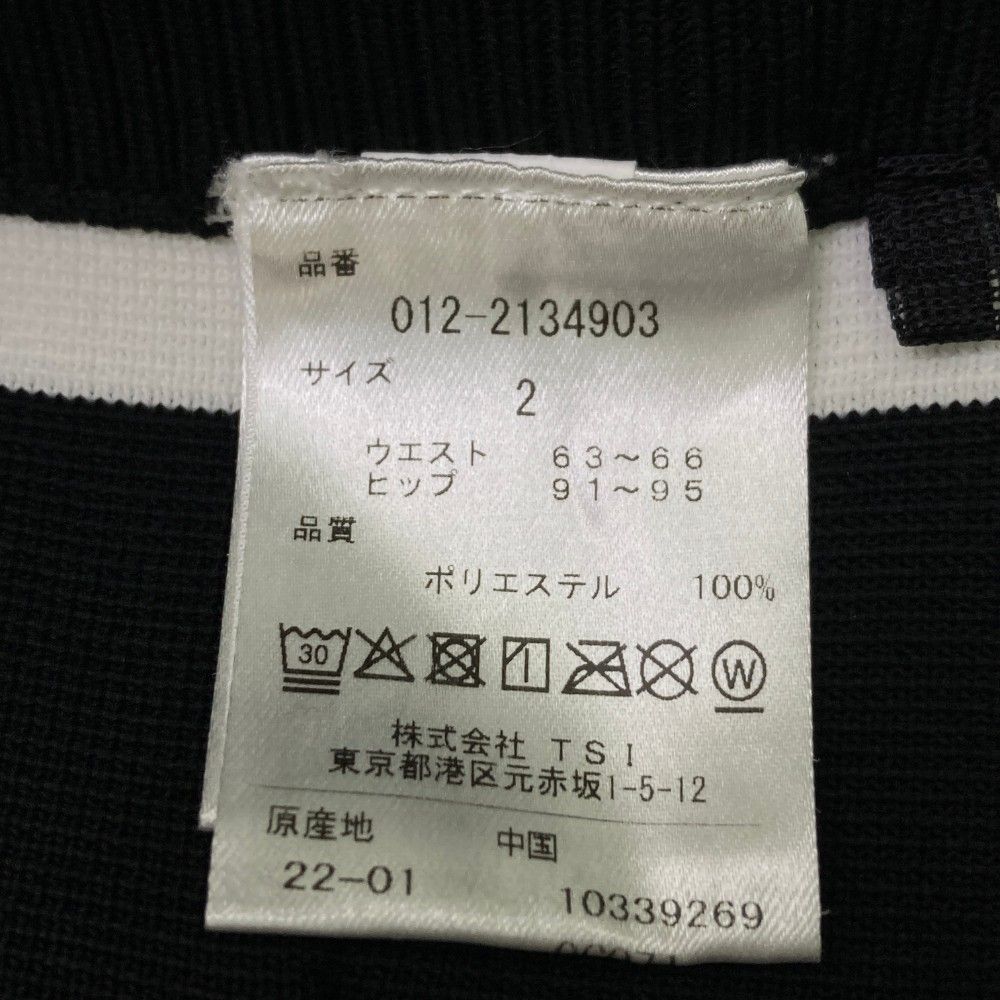 品番
012-2134903
サイズ
2
ウエスト 63～66
ヒップ 91～95
品質
ポリエステル 100%
30
W
株式会社 TSI
東京都港区元赤坂1-5-12
原産地 中国
22-01 10339269